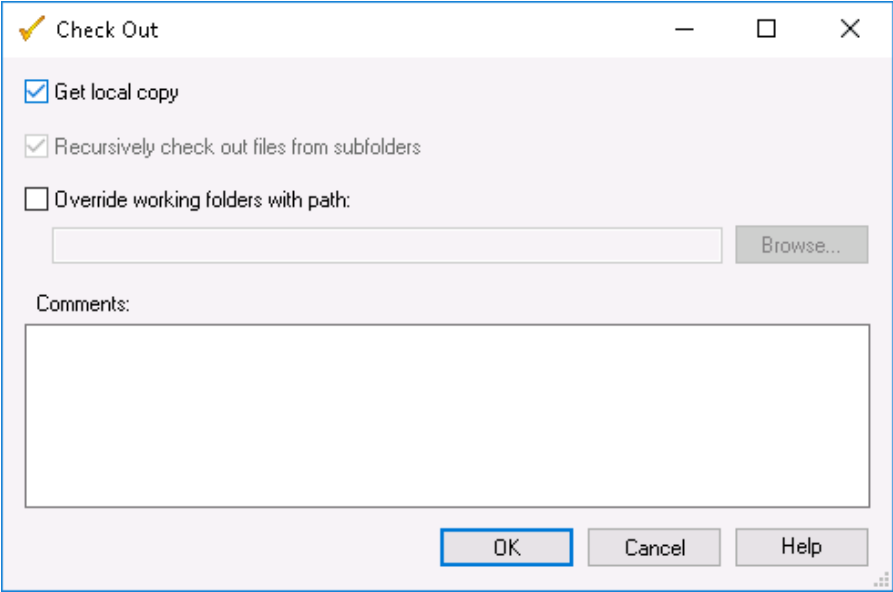 Check Out
Get local copy
Recursively check out files from subfolders
Override working folders with path:
Browse...
Comments:
OK Cancel Help